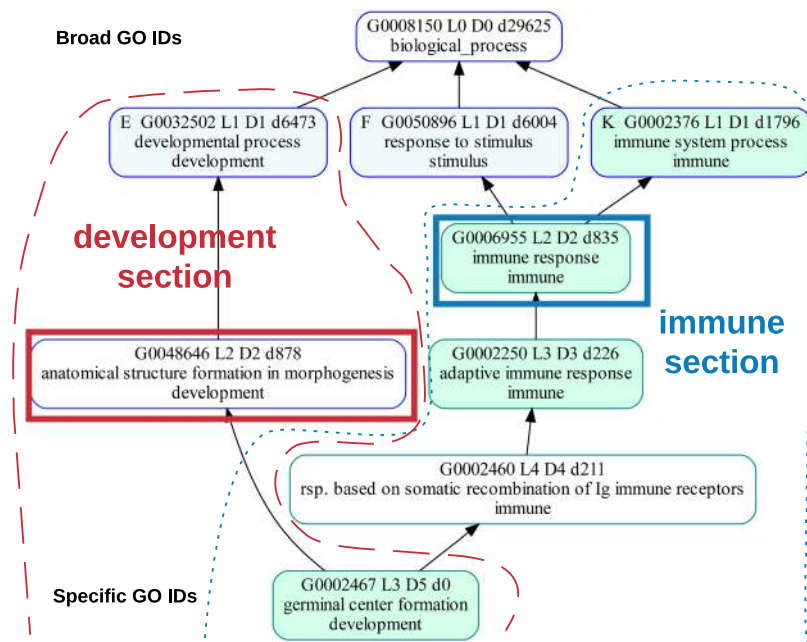 Broad GO IDs
G0008150 L0 D0 d29625
biological_process
E G0032502 L1 D1 d6473
developmental process
development
F G0050896 L1 D1 d6004
response to stimulus
stimulus
K G0002376 L1 D1 d1796
immune system process
immune
development
section
G0006955 L2 D2 d835
immune response
immune
immune
section
G0048646 L2 D2 d878
anatomical structure formation in morphogenesis
development
G0002250 L3 D3 d226
adaptive immune response
immune
G0002460 L4 D4 d211
rsp. based on somatic recombination of Ig immune receptors
immune
Specific GO IDs
G0002467 L3 D5 d0
germinal center formation
development